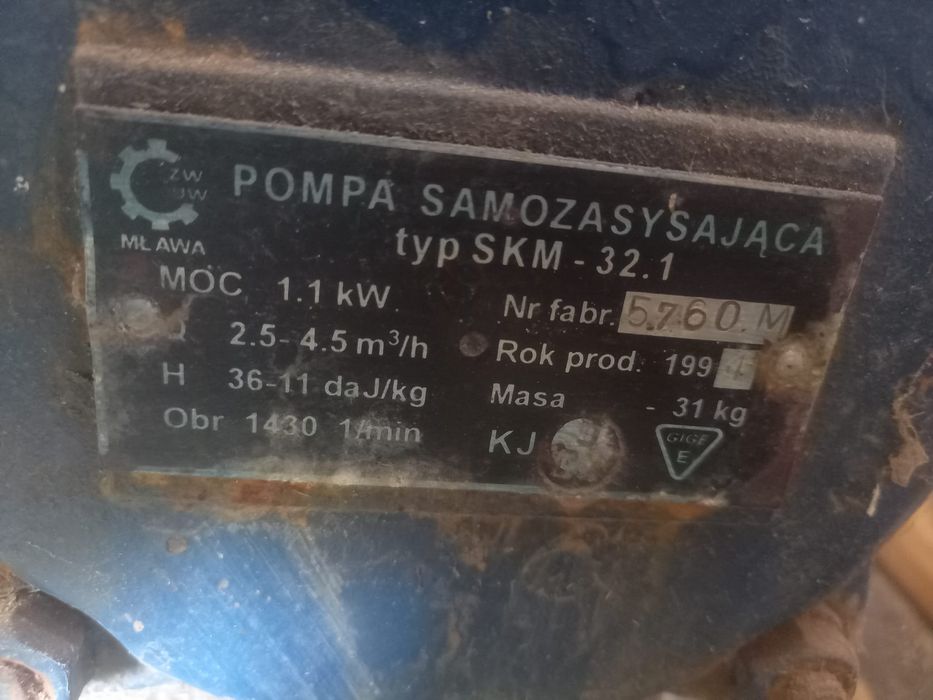 ZW
MŁAWA
POMPA SAMOZASYSAJĄCA
typ SKM - 32.1
MOC 1.1 kW
Q 2.5- 4.5 m³/h
H 36-11 daJ/kg
Obr 1430 1/min
Nr fabr. 5760.M
Rok prod. 199
Masa - 31 kg
KJ
GIGE
E